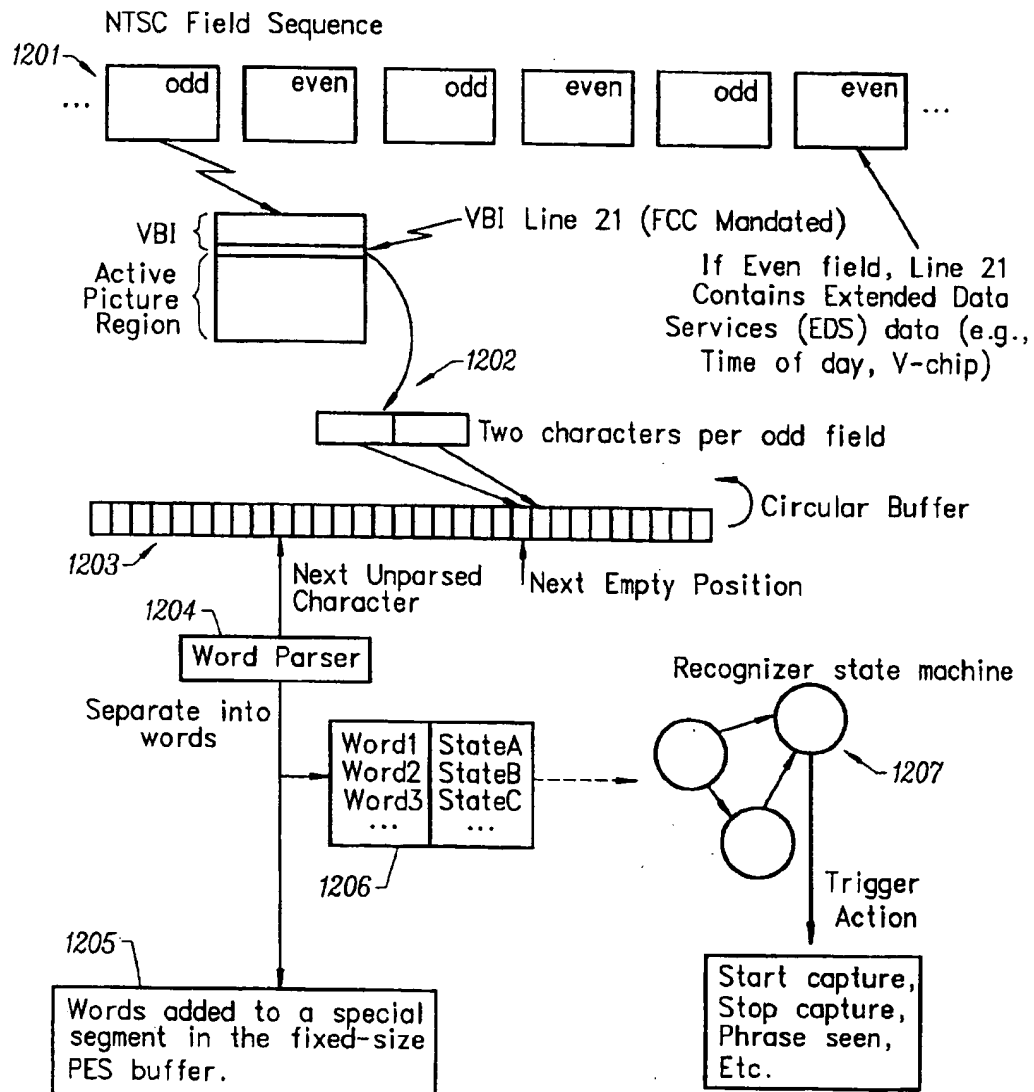 NTSC Field Sequence
1201
... odd even odd even odd even ...
VBI
VBI Line 21 (FCC Mandated)
Active
Picture
Region
If Even field, Line 21
Contains Extended Data
Services (EDS) data (e.g.,
Time of day, V-chip)
1202
Two characters per odd field
Circular Buffer
1203
Next Unparsed
Character
Next Empty Position
1204
Word Parser
Separate into
words
Recognizer state machine
Word1 StateA
Word2 StateB
Word3 StateC
... ...
1206
1207
Trigger
Action
1205
Words added to a special
segment in the fixed-size
PES buffer.
Start capture,
Stop capture,
Phrase seen,
Etc.